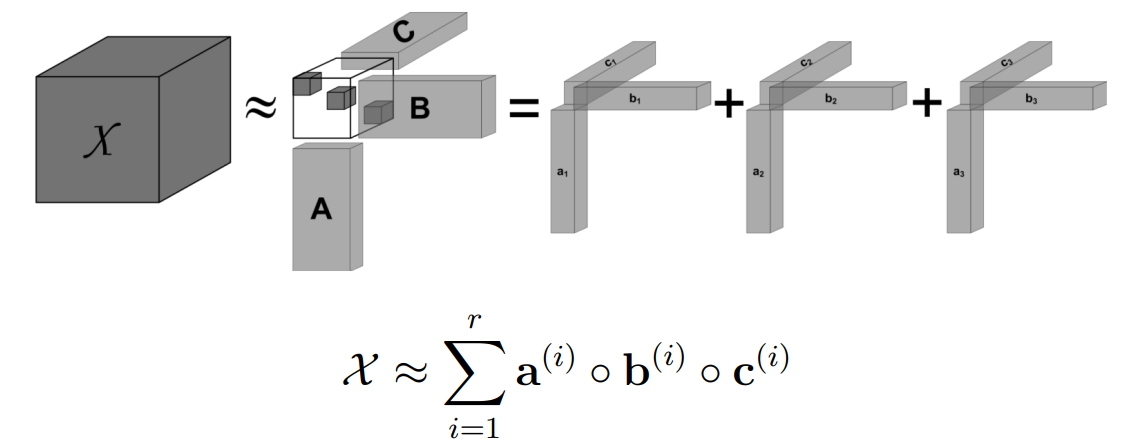 C
X ≈ B = c₁ b₁ + c₂ b₂ + c₃ b₃
A a₁ a₂ a₃
r
X ≈ ∑ a⁽ⁱ⁾ ∘ b⁽ⁱ⁾ ∘ c⁽ⁱ⁾
i=1